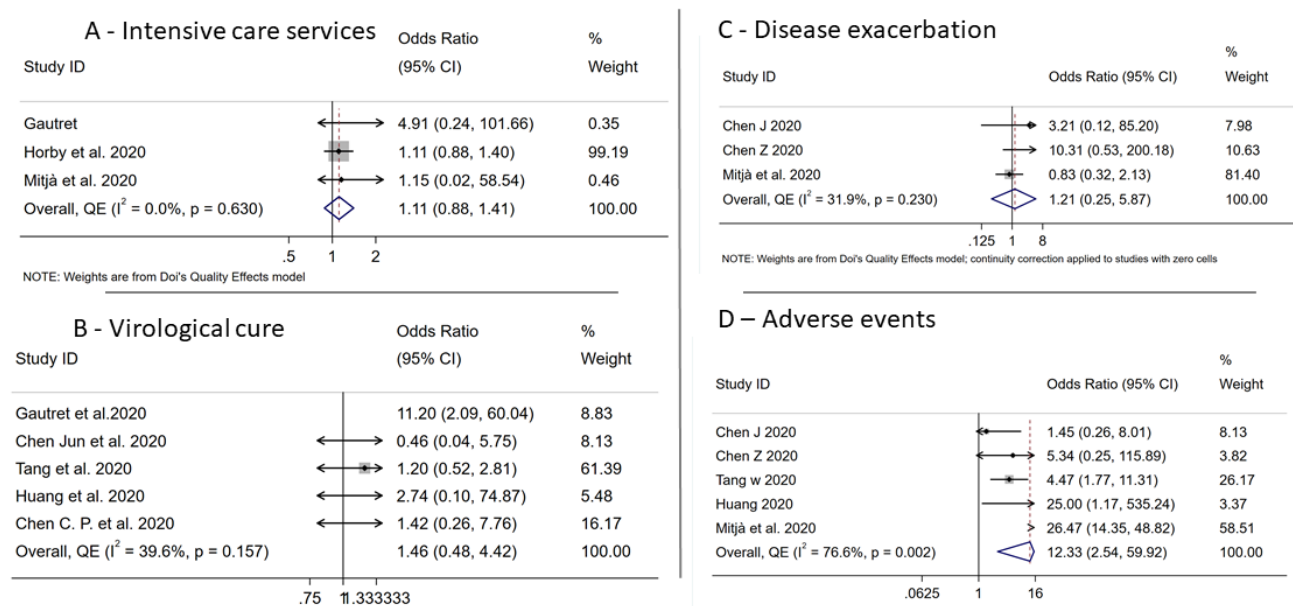 A - Intensive care services
Odds Ratio %
Study ID (95% CI) Weight
Gautret 4.91 (0.24, 101.66) 0.35
Horby et al. 2020 1.11 (0.88, 1.40) 99.19
Mitjà et al. 2020 1.15 (0.02, 58.54) 0.46
Overall, QE (I² = 0.0%, p = 0.630) 1.11 (0.88, 1.41) 100.00
.5 1 2
NOTE: Weights are from Doi's Quality Effects model
B - Virological cure
Odds Ratio %
Study ID (95% CI) Weight
Gautret et al.2020 11.20 (2.09, 60.04) 8.83
Chen Jun et al. 2020 0.46 (0.04, 5.75) 8.13
Tang et al. 2020 1.20 (0.52, 2.81) 61.39
Huang et al. 2020 2.74 (0.10, 74.87) 5.48
Chen C. P. et al. 2020 1.42 (0.26, 7.76) 16.17
Overall, QE (I² = 39.6%, p = 0.157) 1.46 (0.48, 4.42) 100.00
.75 1 1.333333
C - Disease exacerbation
%
Study ID Odds Ratio (95% CI) Weight
Chen J 2020 3.21 (0.12, 85.20) 7.98
Chen Z 2020 10.31 (0.53, 200.18) 10.63
Mitjà et al. 2020 0.83 (0.32, 2.13) 81.40
Overall, QE (I² = 31.9%, p = 0.230) 1.21 (0.25, 5.87) 100.00
.125 1 8
NOTE: Weights are from Doi's Quality Effects model; continuity correction applied to studies with zero cells
D – Adverse events
%
Study ID Odds Ratio (95% CI) Weight
Chen J 2020 1.45 (0.26, 8.01) 8.13
Chen Z 2020 5.34 (0.25, 115.89) 3.82
Tang w 2020 4.47 (1.77, 11.31) 26.17
Huang 2020 25.00 (1.17, 535.24) 3.37
Mitjà et al. 2020 26.47 (14.35, 48.82) 58.51
Overall, QE (I² = 76.6%, p = 0.002) 12.33 (2.54, 59.92) 100.00
.0625 1 16